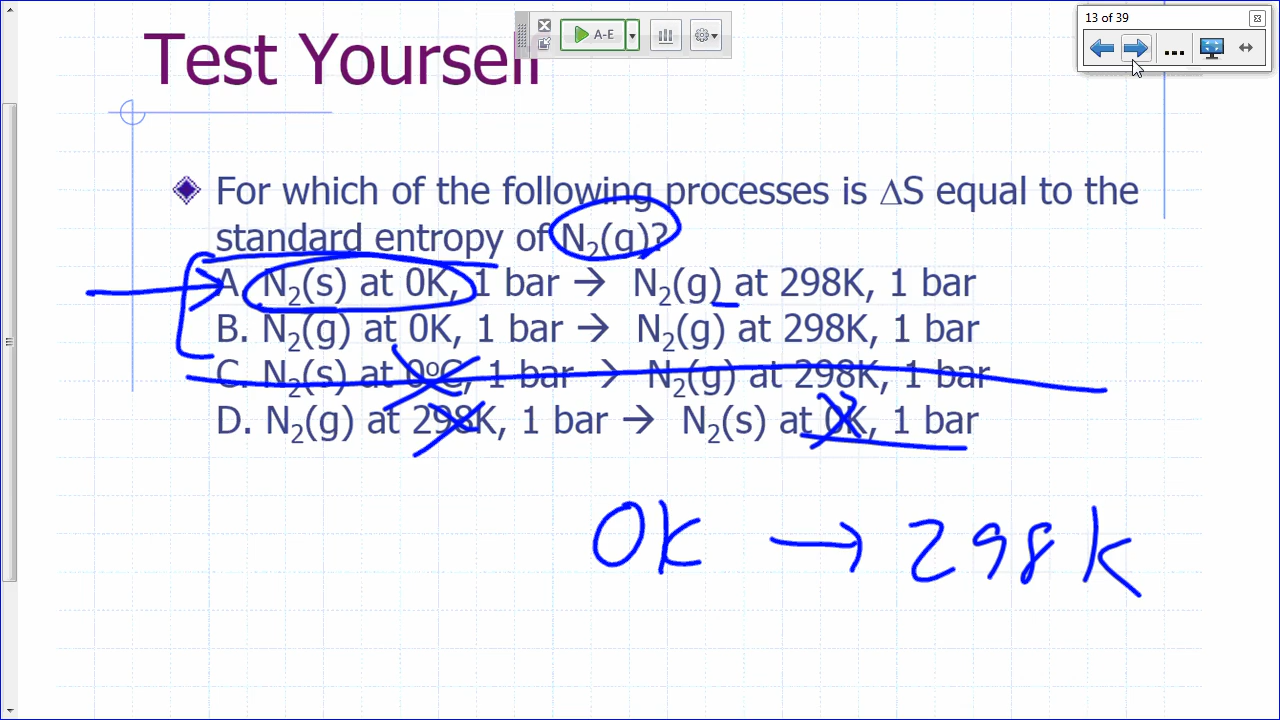 13 of 39
A-E
Test Yourself
For which of the following processes is ΔS equal to the
standard entropy of N₂(g)?
A. N₂(s) at 0K, 1 bar → N₂(g) at 298K, 1 bar
B. N₂(g) at 0K, 1 bar → N₂(g) at 298K, 1 bar
C. N₂(s) at 0°C, 1 bar → N₂(g) at 298K, 1 bar
D. N₂(g) at 298K, 1 bar → N₂(s) at 0K, 1 bar
0K → 298K